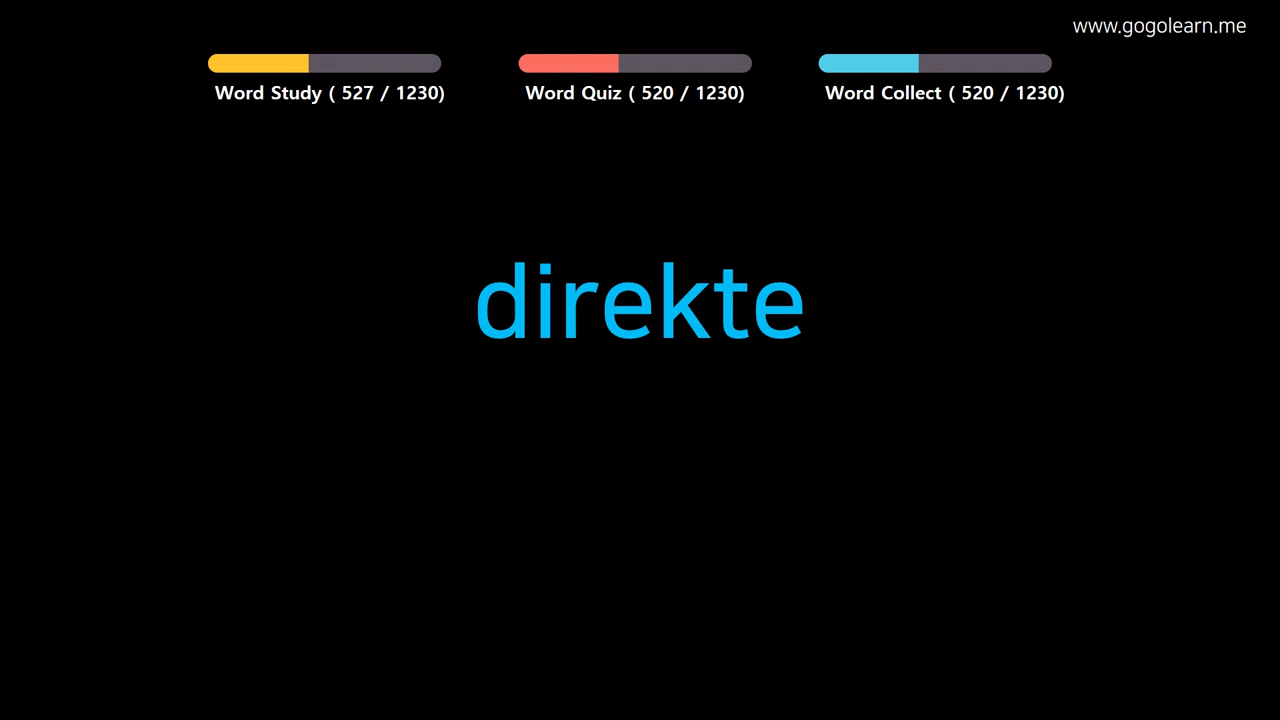 www.gogolearn.me
Word Study ( 527 / 1230)
Word Quiz ( 520 / 1230)
Word Collect ( 520 / 1230)
direkte